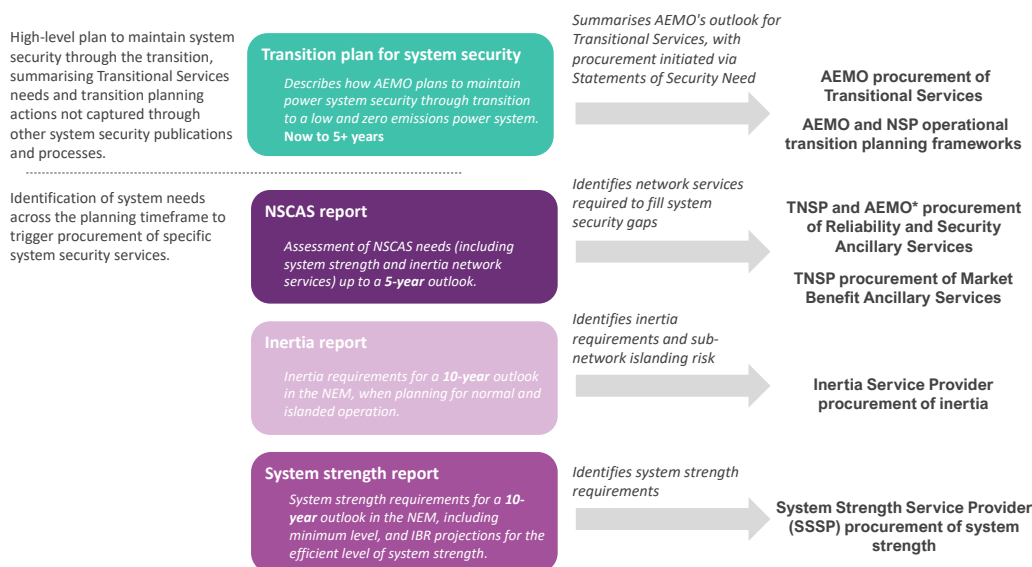 High-level plan to maintain system
security through the transition,
summarising Transitional Services
needs and transition planning
actions not captured through
other system security publications
and processes.
Transition plan for system security
Describes how AEMO plans to maintain
power system security through transition
to a low and zero emissions power system.
Now to 5+ years
Summarises AEMO's outlook for
Transitional Services, with
procurement initiated via
Statements of Security Need
AEMO procurement of
Transitional Services
AEMO and NSP operational
transition planning frameworks
Identification of system needs
across the planning timeframe to
trigger procurement of specific
system security services.
NSCAS report
Assessment of NSCAS needs (including
system strength and inertia network
services) up to a 5-year outlook.
Identifies network services
required to fill system
security gaps
TNSP and AEMO* procurement
of Reliability and Security
Ancillary Services
TNSP procurement of Market
Benefit Ancillary Services
Inertia report
Inertia requirements for a 10-year outlook
in the NEM, when planning for normal and
islanded operation.
Identifies inertia
requirements and sub-
network islanding risk
Inertia Service Provider
procurement of inertia
System strength report
System strength requirements for a 10-
year outlook in the NEM, including
minimum level, and IBR projections for the
efficient level of system strength.
Identifies system strength
requirements
System Strength Service Provider
(SSSP) procurement of system
strength